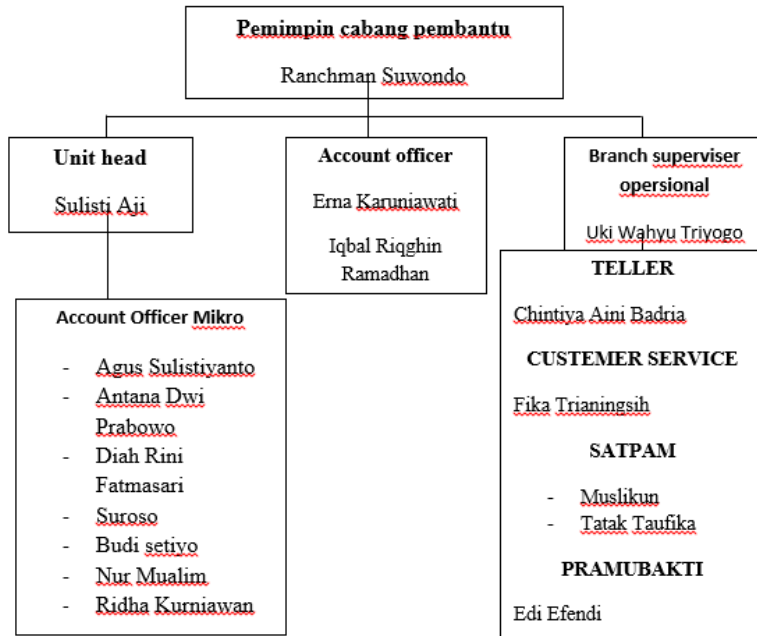 Pemimpin cabang pembantu
Ranchman Suwondo
Unit head
Sulisti Aji
Account officer
Erna Karuniawati
Iqbal Riqghin
Ramadhan
Branch superviser
opersional
Uki Wahyu Triyogo
Account Officer Mikro
- Agus Sulistiyanto
- Antana Dwi
Prabowo
- Diah Rini
Fatmasari
- Suroso
- Budi setiyo
- Nur Mualim
- Ridha Kurniawan
TELLER
Chintiya Aini Badria
CUSTEMER SERVICE
Fika Trianingsih
SATPAM
- Muslikun
- Tatak Taufika
PRAMUBAKTI
Edi Efendi